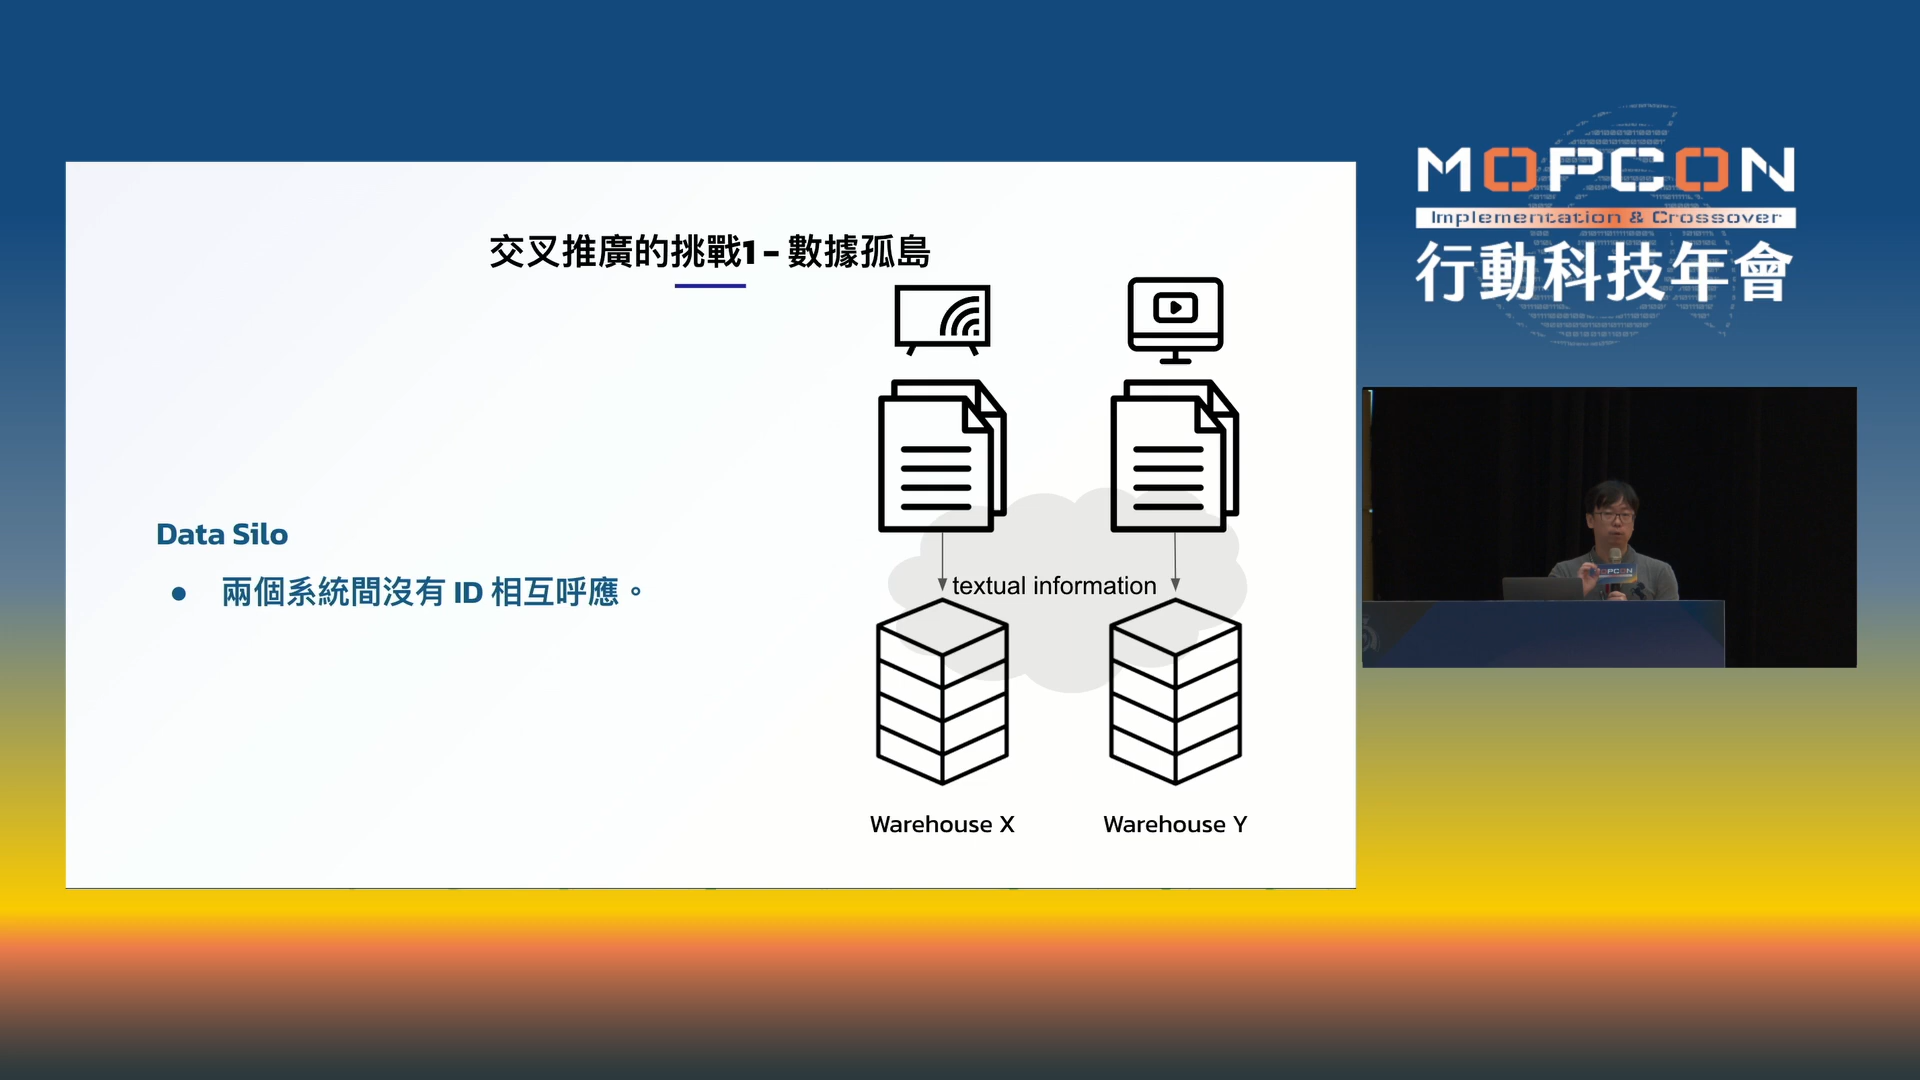 交叉推廣的挑戰1 - 數據孤島
Data Silo
● 兩個系統間沒有 ID 相互呼應。
textual information
Warehouse X
Warehouse Y
MOPCON
Implementation & Crossover
行動科技年會
MOPCON